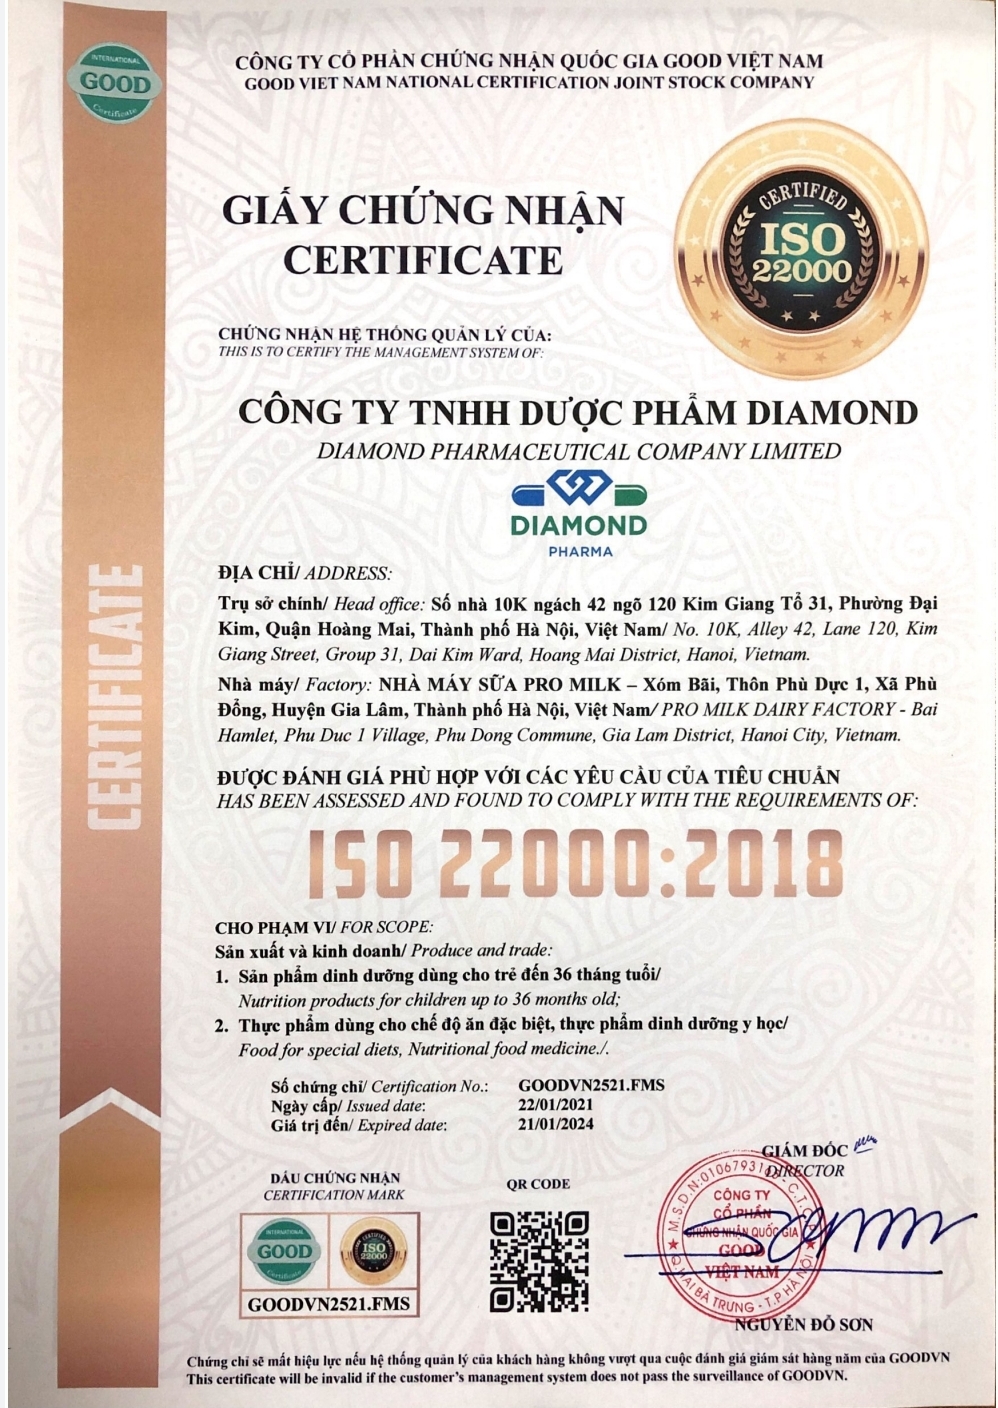 INTERNATIONAL
GOOD
Certificate
CÔNG TY CỔ PHẦN CHỨNG NHẬN QUỐC GIA GOOD VIỆT NAM
GOOD VIET NAM NATIONAL CERTIFICATION JOINT STOCK COMPANY
GIẤY CHỨNG NHẬN
CERTIFICATE
CERTIFIED
ISO
22000
CHỨNG NHẬN HỆ THỐNG QUẢN LÝ CỦA:
THIS IS TO CERTIFY THE MANAGEMENT SYSTEM OF:
CÔNG TY TNHH DƯỢC PHẨM DIAMOND
DIAMOND PHARMACEUTICAL COMPANY LIMITED
DIAMOND
PHARMA
CERTIFICATE
ĐỊA CHỈ/ ADDRESS:
Trụ sở chính/ Head office: Số nhà 10K ngách 42 ngõ 120 Kim Giang Tổ 31, Phường Đại
Kim, Quận Hoàng Mai, Thành phố Hà Nội, Việt Nam/ No. 10K, Alley 42, Lane 120, Kim
Giang Street, Group 31, Dai Kim Ward, Hoang Mai District, Hanoi, Vietnam.
Nhà máy/ Factory: NHÀ MÁY SỮA PRO MILK – Xóm Bãi, Thôn Phù Dực 1, Xã Phù
Đổng, Huyện Gia Lâm, Thành phố Hà Nội, Việt Nam/ PRO MILK DAIRY FACTORY - Bai
Hamlet, Phu Duc 1 Village, Phu Dong Commune, Gia Lam District, Hanoi City, Vietnam.
ĐƯỢC ĐÁNH GIÁ PHÙ HỢP VỚI CÁC YÊU CẦU CỦA TIÊU CHUẨN
HAS BEEN ASSESSED AND FOUND TO COMPLY WITH THE REQUIREMENTS OF:
ISO 22000:2018
CHO PHẠM VI/ FOR SCOPE:
Sản xuất và kinh doanh/ Produce and trade:
1. Sản phẩm dinh dưỡng dùng cho trẻ đến 36 tháng tuổi/
Nutrition products for children up to 36 months old;
2. Thực phẩm dùng cho chế độ ăn đặc biệt, thực phẩm dinh dưỡng y học/
Food for special diets, Nutritional food medicine./.
Số chứng chỉ/ Certification No.: GOODVN2521.FMS
Ngày cấp/ Issued date: 22/01/2021
Giá trị đến/ Expired date: 21/01/2024
GIÁM ĐỐC
DIRECTOR
DẤU CHỨNG NHẬN
CERTIFICATION MARK
QR CODE
INTERNATIONAL
GOOD
Certificate
CERTIFIED
ISO
22000
GOODVN2521.FMS
M.S.D.N:01067931
CÔNG TY
CỔ PHẦN
CHỨNG NHẬN QUỐC GIA
GOOD
VIỆT NAM
HAI BÀ TRƯNG - T.P HÀ NỘI
NGUYỄN ĐỖ SƠN
Chứng chỉ sẽ mất hiệu lực nếu hệ thống quản lý của khách hàng không vượt qua cuộc đánh giá giám sát hàng năm của GOODVN
This certificate will be invalid if the customer's management system does not pass the surveillance of GOODVN.